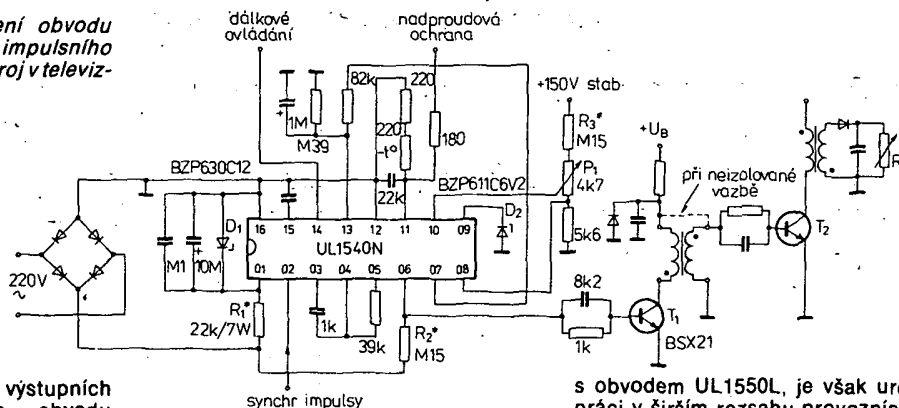 ení obvodu
impulsního
roj v televiz-
dálkové
ovládání
nadproudová
ochrana
82k
220
+150V stab.
1M
M39
220
-t°
180
R3*
M15
+UB
BZP630C12
22k
BZP611C6V2
P1
4k7
při neizolované
vazbě
R
16 15 14 13 12 11 10 09
D1
D2
T2
M1
10M
UL1540N
5k6
220V
~
01 02 03 04 05 06 07 08
R1*
22k/7W
1k
39k
R2*
M15
8k2
1k
T1
BSX21
synchr impulsy
výstupních
obvodu
s obvodem UL1550L, je však urč
práci v širším rozsahu provozním